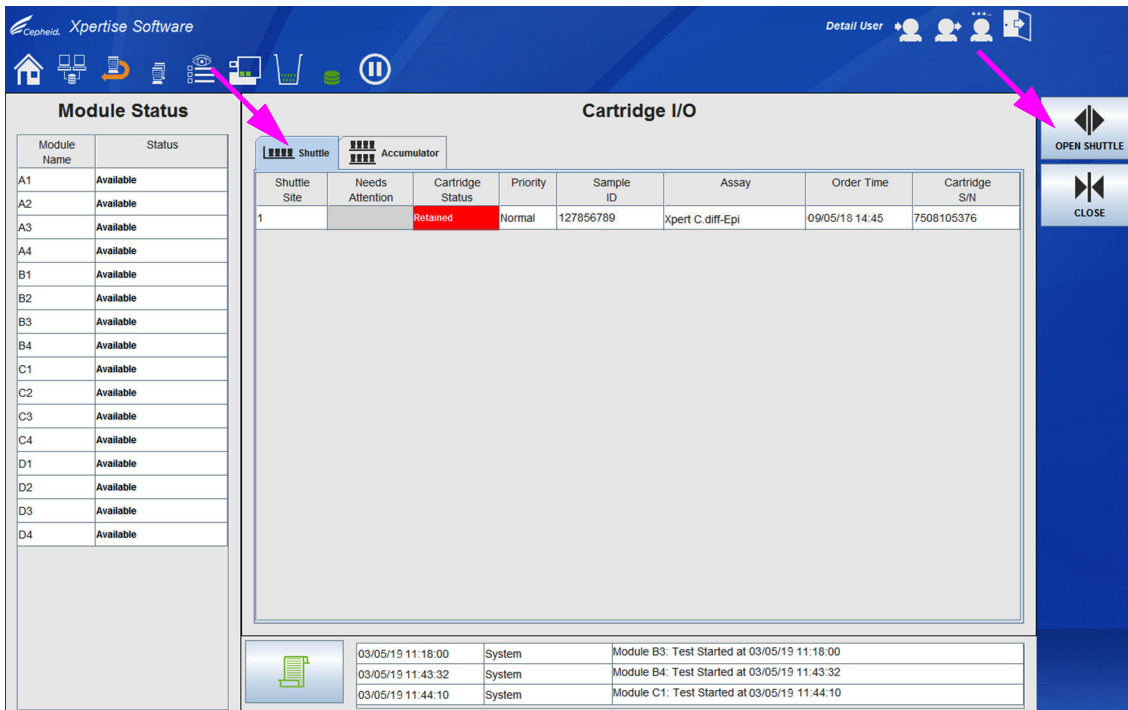 Cepheid. Xpertise Software
Detail User
Module Status
Cartridge I/O
OPEN SHUTTLE
CLOSE
Module Name Status
A1 Available
A2 Available
A3 Available
A4 Available
B1 Available
B2 Available
B3 Available
B4 Available
C1 Available
C2 Available
C3 Available
C4 Available
D1 Available
D2 Available
D3 Available
D4 Available
Shuttle Accumulator
Shuttle Site Needs Attention Cartridge Status Priority Sample ID Assay Order Time Cartridge S/N
1 Retained Normal 127856789 Xpert C.diff-Epi 09/05/18 14:45 7508105376
03/05/19 11:18:00 System Module B3: Test Started at 03/05/19 11:18:00
03/05/19 11:43:32 System Module B4: Test Started at 03/05/19 11:43:32
03/05/19 11:44:10 System Module C1: Test Started at 03/05/19 11:44:10